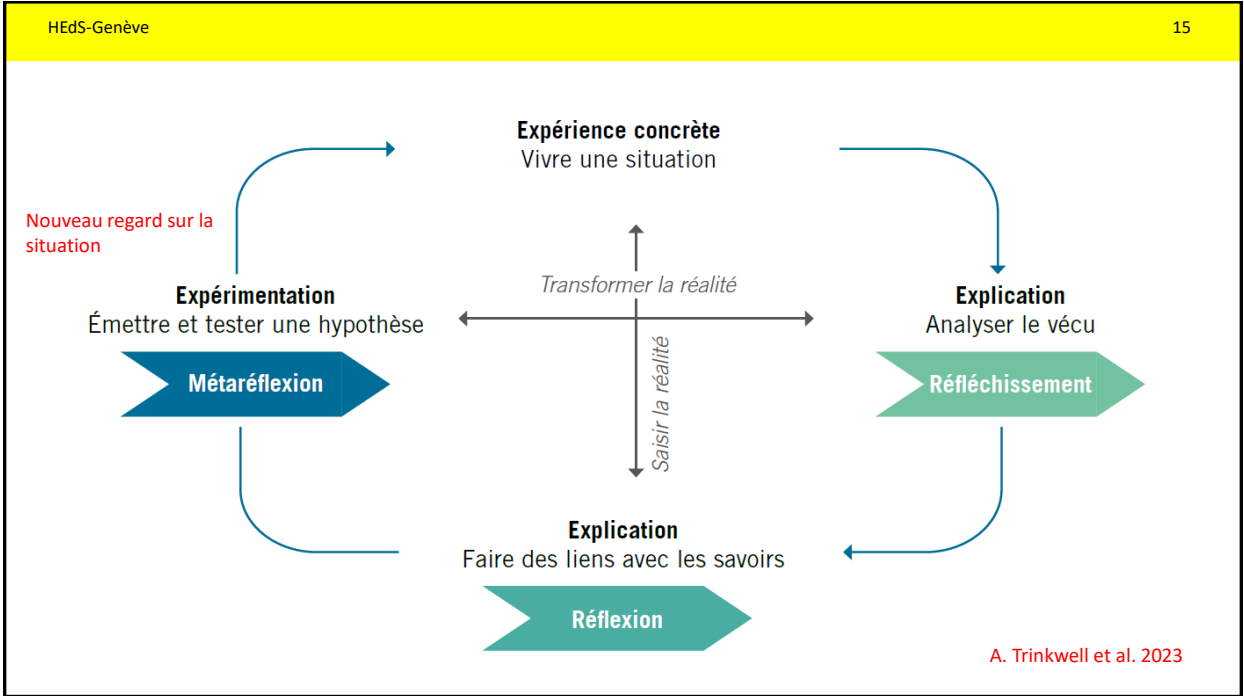 HEdS-Genève
15
Expérience concrète
Vivre une situation
Nouveau regard sur la
situation
Transformer la réalité
Saisir la réalité
Expérimentation
Émettre et tester une hypothèse
Métaréflexion
Explication
Analyser le vécu
Réfléchissement
Explication
Faire des liens avec les savoirs
Réflexion
A. Trinkwell et al. 2023